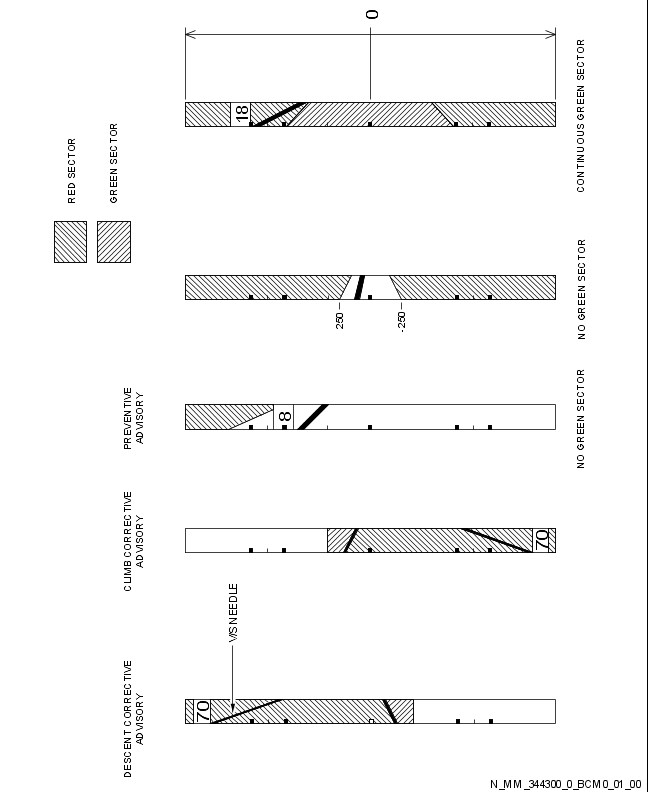 0
CONTINUOUS GREEN SECTOR
18
RED SECTOR
GREEN SECTOR
NO GREEN SECTOR
250
-250
PREVENTIVE
ADVISORY
8
NO GREEN SECTOR
CLIMB CORRECTIVE
ADVISORY
70
V/S NEEDLE
DESCENT CORRECTIVE
ADVISORY
70
N_MM_344300_0_BCM0_01_00